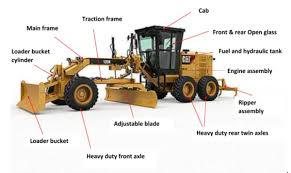 Cab
Traction frame
Front & rear Open glass
Main frame
Fuel and hydraulic tank
Loader bucket
cylinder
Engine assembly
CAT
Ripper
assembly
Adjustable blade
Loader bucket
Heavy duty rear twin axles
Heavy duty front axle